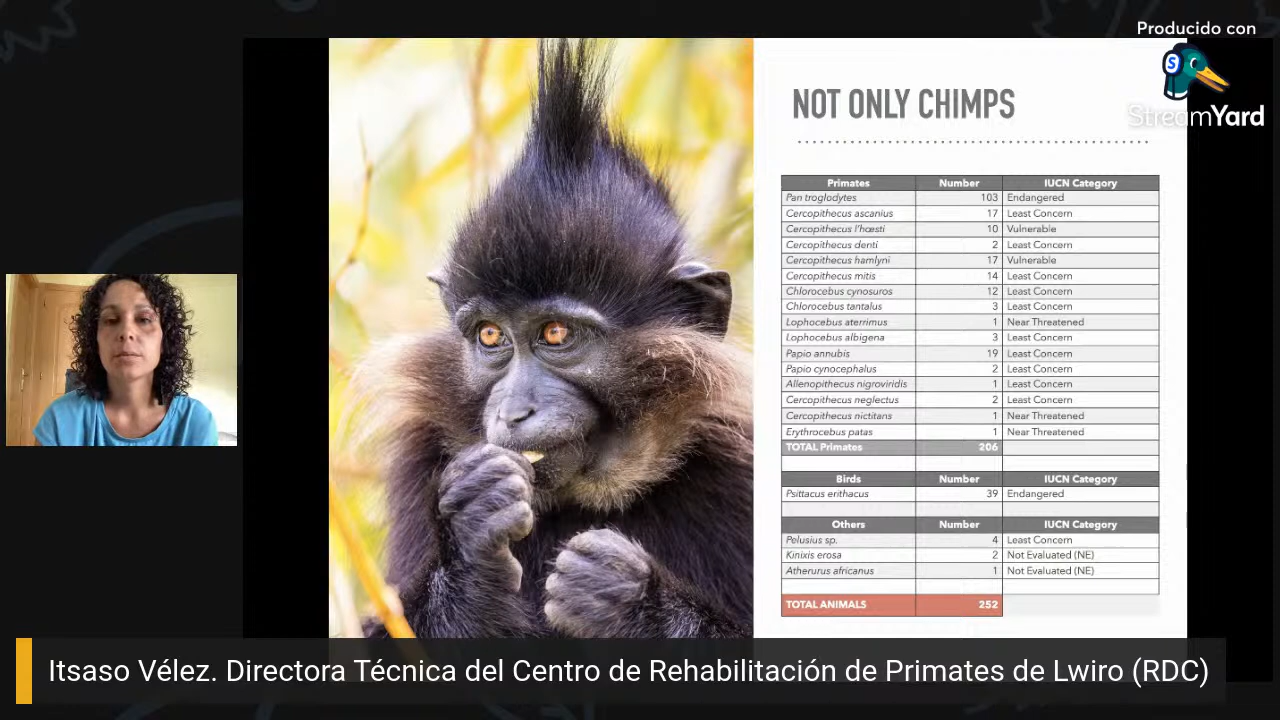 Producido con
StreamYard
NOT ONLY CHIMPS
Primates Number IUCN Category
Pan troglodytes 103 Endangered
Cercopithecus ascanius 17 Least Concern
Cercopithecus l'hœsti 10 Vulnerable
Cercopithecus denti 2 Least Concern
Cercopithecus hamlyni 17 Vulnerable
Cercopithecus mitis 14 Least Concern
Chlorocebus cynosuros 12 Least Concern
Chlorocebus tantalus 3 Least Concern
Lophocebus aterrimus 1 Near Threatened
Lophocebus albigena 3 Least Concern
Papio annubis 19 Least Concern
Papio cynocephalus 2 Least Concern
Allenopithecus nigroviridis 1 Least Concern
Cercopithecus neglectus 2 Least Concern
Cercopithecus nictitans 1 Near Threatened
Erythrocebus patas 1 Near Threatened
TOTAL Primates 206
Birds Number IUCN Category
Psittacus erithacus 39 Endangered
Others Number IUCN Category
Pelusius sp. 4 Least Concern
Kinixis erosa 2 Not Evaluated (NE)
Atherurus africanus 1 Not Evaluated (NE)
TOTAL ANIMALS 252
Itsaso Vélez. Directora Técnica del Centro de Rehabilitación de Primates de Lwiro (RDC)